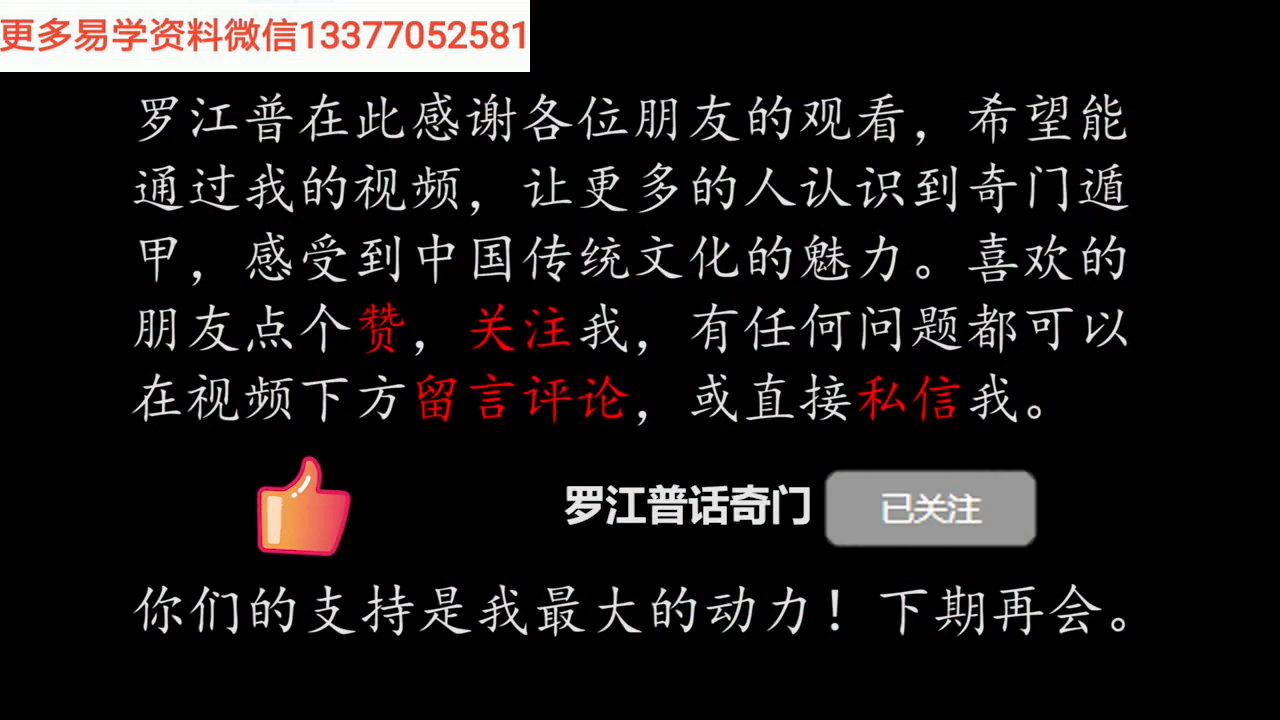 更多易学资料微信13377052581
罗江普在此感谢各位朋友的观看，希望能
通过我的视频，让更多的人认识到奇门遁
甲，感受到中国传统文化的魅力。喜欢的
朋友点个赞，关注我，有任何问题都可以
在视频下方留言评论，或直接私信我。
罗江普话奇门 已关注
你们的支持是我最大的动力！下期再会。